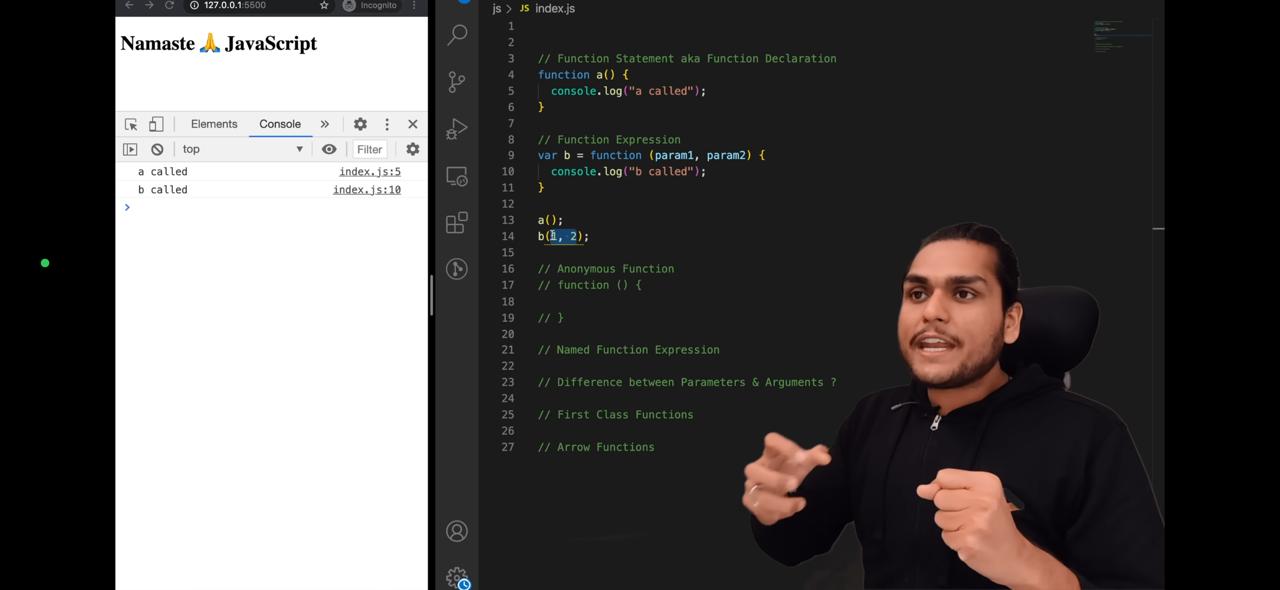 127.0.0.1:5500 Incognito
Namaste 🙏 JavaScript
Elements Console »
top Filter
a called index.js:5
b called index.js:10
>
js > JS index.js
1
2
3 // Function Statement aka Function Declaration
4 function a() {
5 console.log("a called");
6 }
7
8 // Function Expression
9 var b = function (param1, param2) {
10 console.log("b called");
11 }
12
13 a();
14 b(1, 2);
15
16 // Anonymous Function
17 // function () {
18
19 // }
20
21 // Named Function Expression
22
23 // Difference between Parameters & Arguments ?
24
25 // First Class Functions
26
27 // Arrow Functions